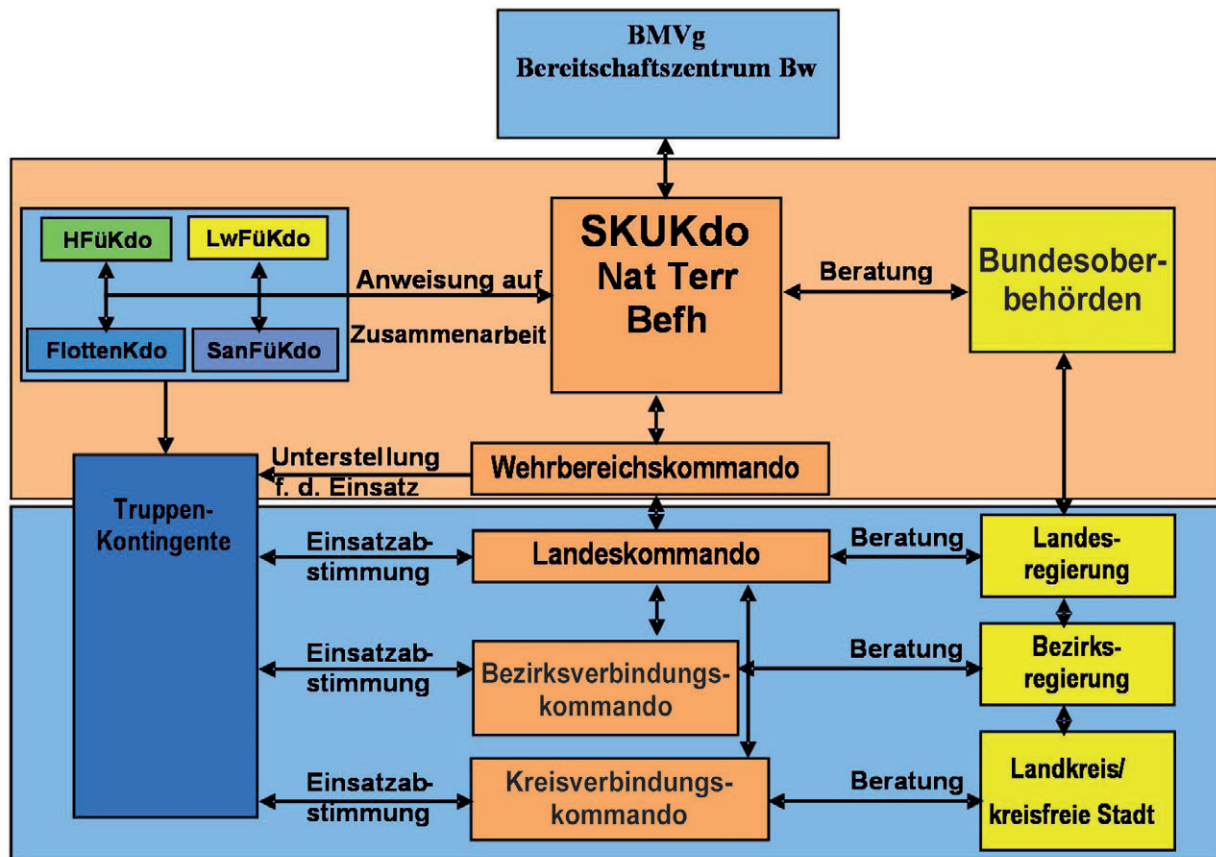 BMVg
Bereitschaftszentrum Bw
HFüKdo
LwFüKdo
FlottenKdo
SanFüKdo
Anweisung auf
Zusammenarbeit
SKUKdo
Nat Terr
Befh
Beratung
Bundesober-
behörden
Unterstellung
f. d. Einsatz
Wehrbereichskommando
Truppen-
Kontingente
Einsatzab-
stimmung
Landeskommando
Beratung
Landes-
regierung
Einsatzab-
stimmung
Bezirksverbindungs-
kommando
Beratung
Bezirks-
regierung
Einsatzab-
stimmung
Kreisverbindungs-
kommando
Beratung
Landkreis/
kreisfreie Stadt